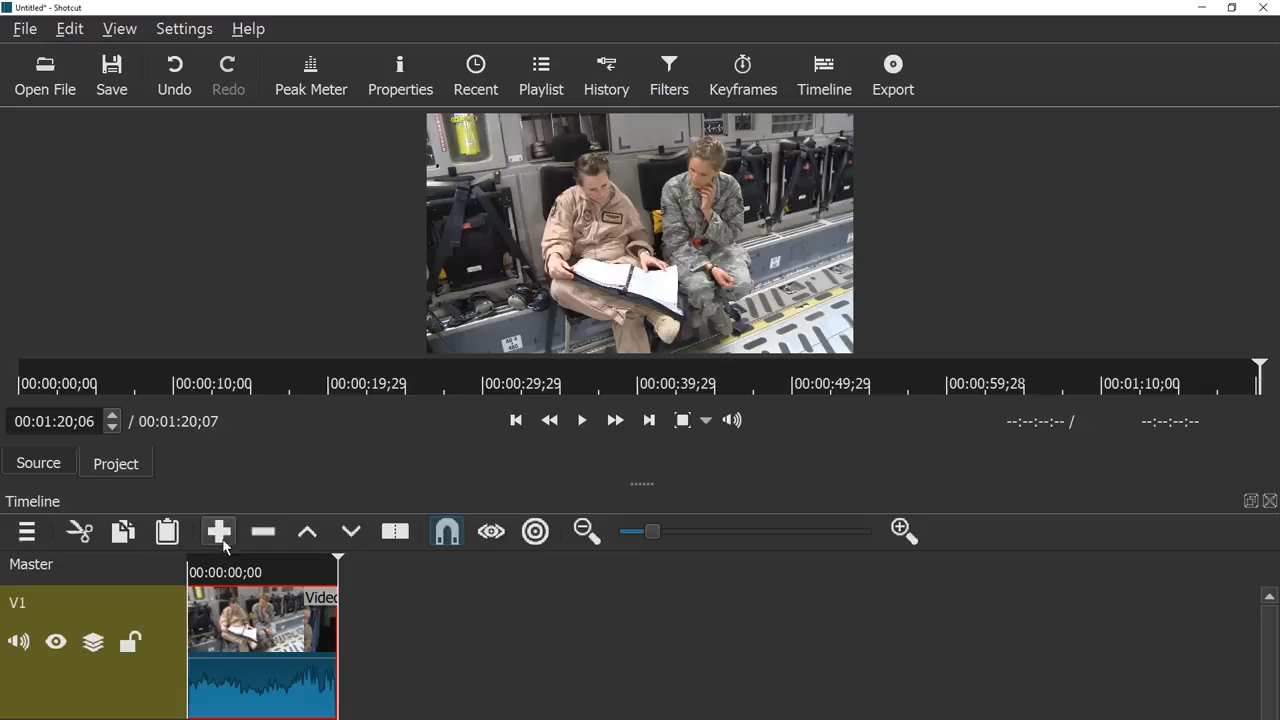 Untitled* - Shotcut
File Edit View Settings Help
Open File Save Undo Redo Peak Meter Properties Recent Playlist History Filters Keyframes Timeline Export
|00:00:00;00 |00:00:10;00 |00:00:19;29 |00:00:29;29 |00:00:39;29 |00:00:49;29 |00:00:59;28 |00:01:10;00
00:01:20;06 / 00:01:20;07 --:--:--:-- / --:--:--:--
Source Project
Timeline
Master 00:00:00;00
V1 Video